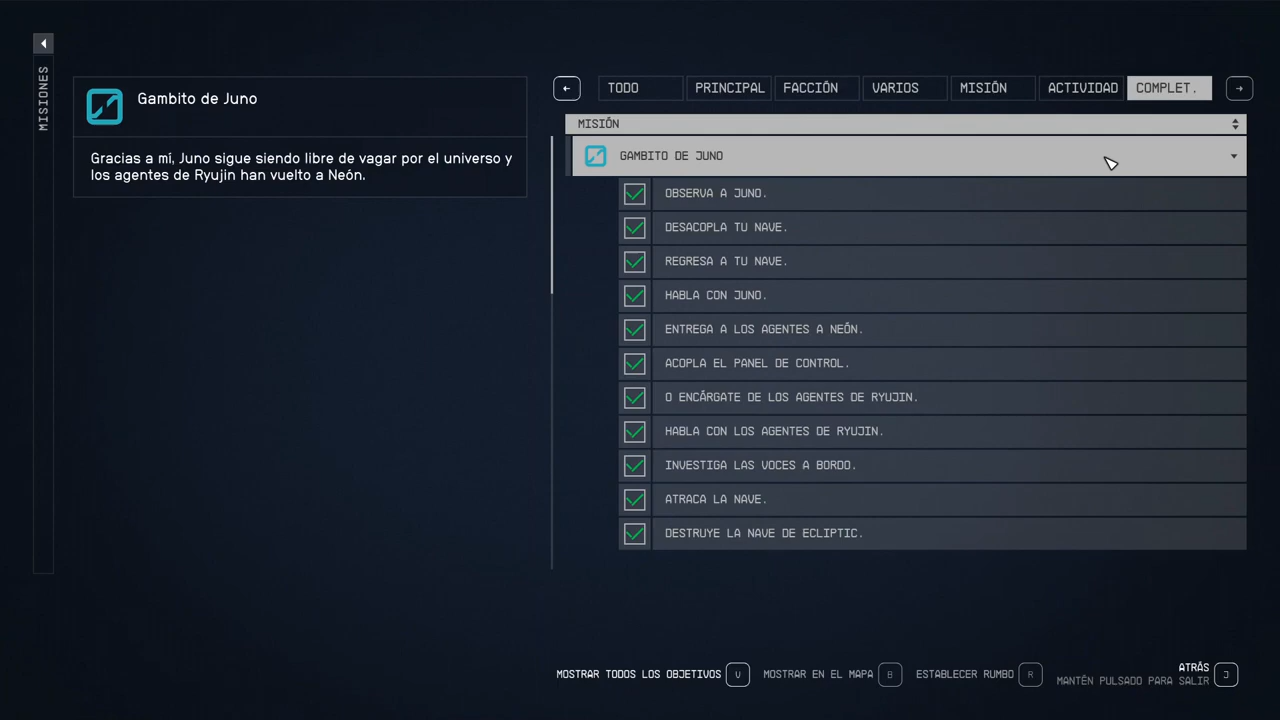 MISIONES
Gambito de Juno
Gracias a mí, Juno sigue siendo libre de vagar por el universo y
los agentes de Ryujin han vuelto a Neón.
TODO
PRINCIPAL
FACCIÓN
VARIOS
MISIÓN
ACTIVIDAD
COMPLET.
MISIÓN
GAMBITO DE JUNO
OBSERVA A JUNO.
DESACOPLA TU NAVE.
REGRESA A TU NAVE.
HABLA CON JUNO.
ENTREGA A LOS AGENTES A NEÓN.
ACOPLA EL PANEL DE CONTROL.
O ENCÁRGATE DE LOS AGENTES DE RYUJIN.
HABLA CON LOS AGENTES DE RYUJIN.
INVESTIGA LAS VOCES A BORDO.
ATRACA LA NAVE.
DESTRUYE LA NAVE DE ECLIPTIC.
MOSTRAR TODOS LOS OBJETIVOS V
MOSTRAR EN EL MAPA B
ESTABLECER RUMBO R
ATRÁS
MANTÉN PULSADO PARA SALIR J